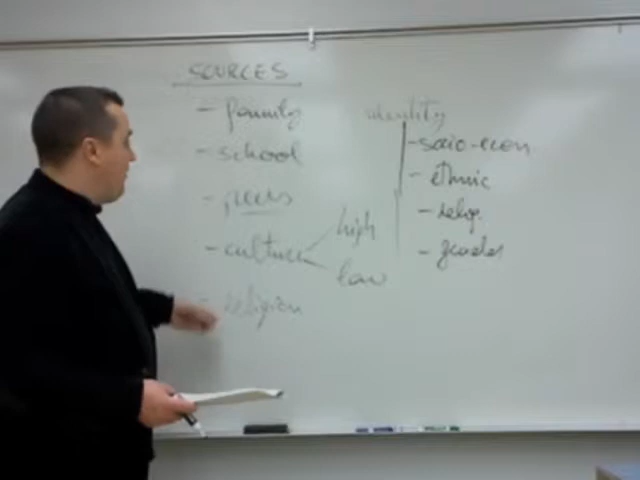 SOURCES
- family
- school
- peers
- culture
high
low
- religion
identity
- socio-econ
- ethnic
- relig.
- gender